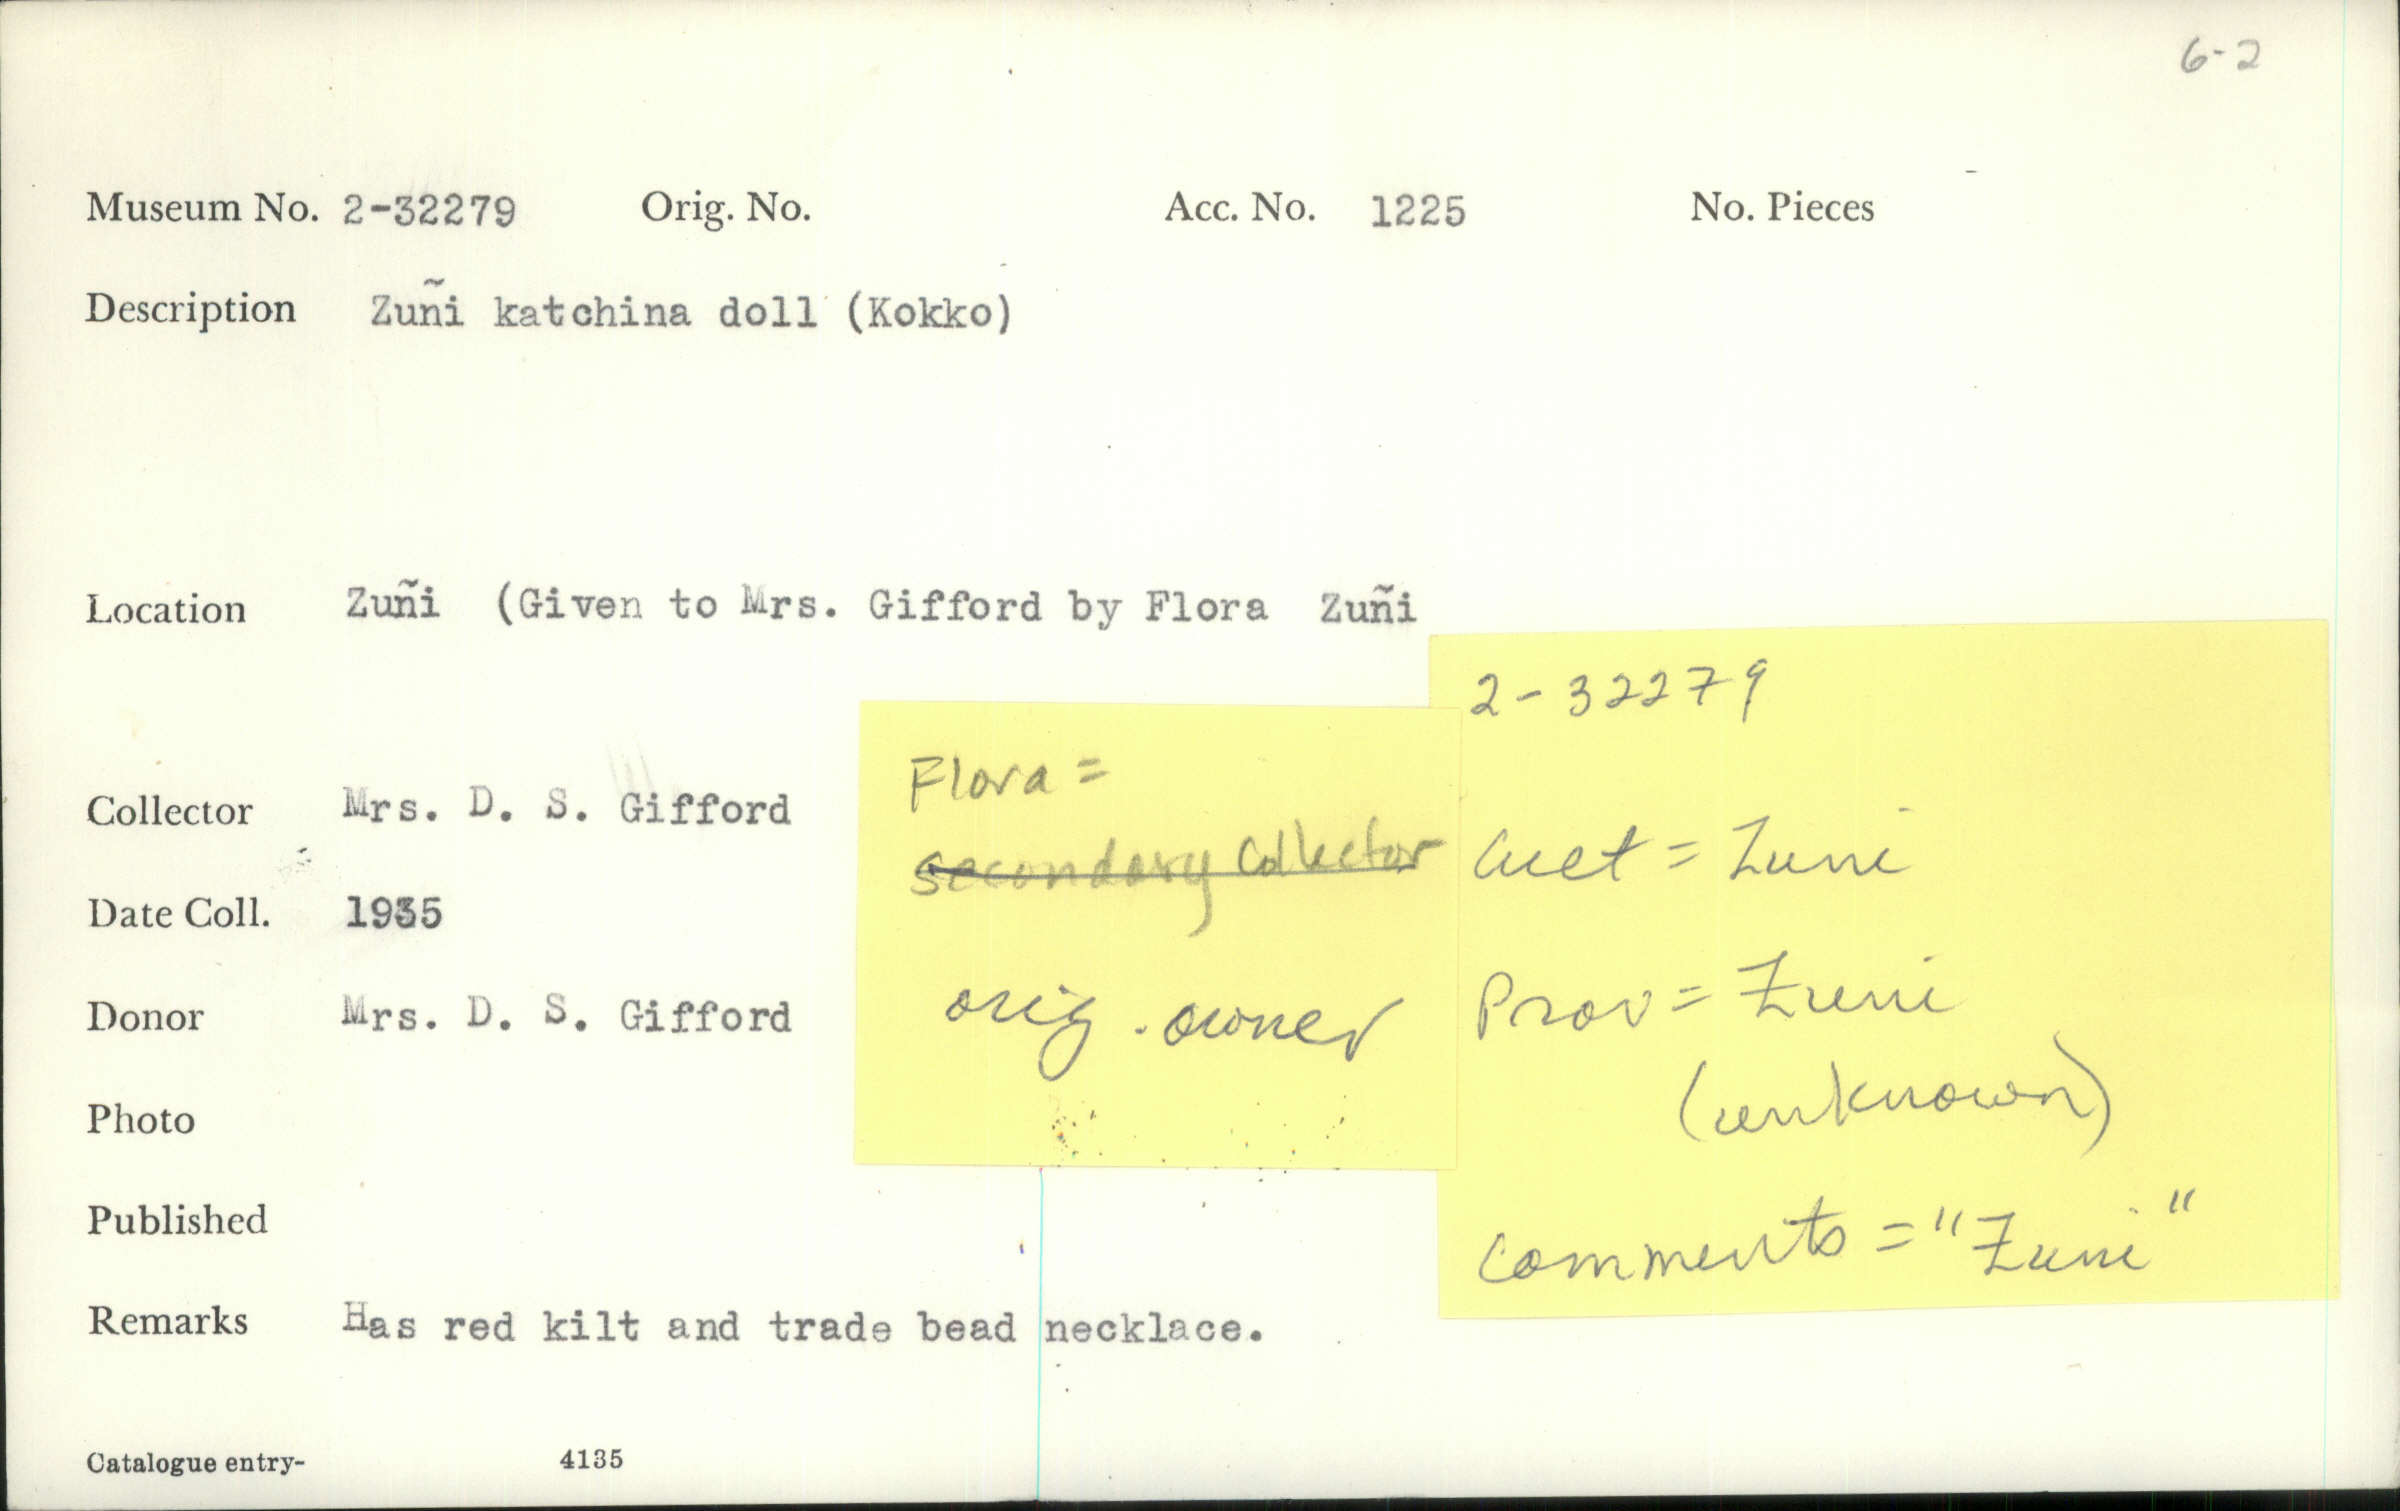 6-2
Museum No. 2-32279 Orig. No. Acc. No. 1225 No. Pieces
Description Zuñi katchina doll (Kokko)
Location Zuñi (Given to Mrs. Gifford by Flora Zuñi
Collector Mrs. D. S. Gifford
Date Coll. 1935
Donor Mrs. D. S. Gifford
Photo
Published
Remarks Has red kilt and trade bead necklace.
Catalogue entry- 4135
Flora =
secondary Collector
orig. owner
2-32279
Cult = Zuni
Prov = Zuni
(unknown)
Comments = "Zuni"